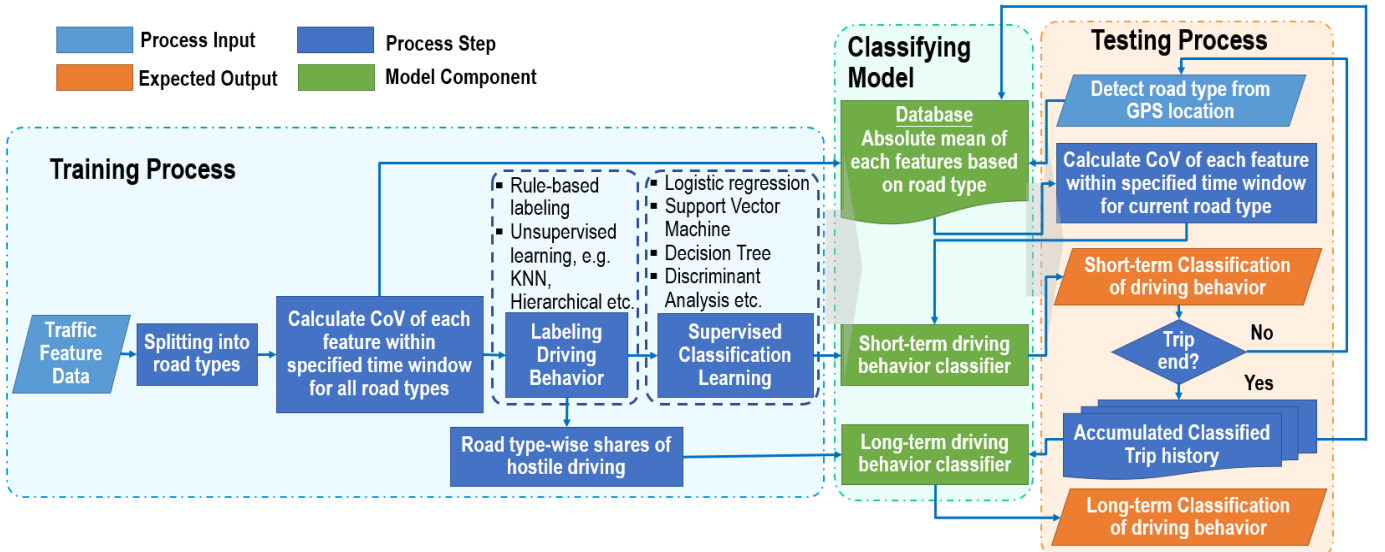 Process Input
Process Step
Expected Output
Model Component
Training Process
Traffic
Feature
Data
Splitting into
road types
Calculate CoV of each
feature within
specified time window
for all road types
▪ Rule-based
labeling
▪ Unsupervised
learning, e.g.
KNN,
Hierarchical etc.
Labeling
Driving
Behavior
▪ Logistic regression
▪ Support Vector
Machine
▪ Decision Tree
▪ Discriminant
Analysis etc.
Supervised
Classification
Learning
Road type-wise shares of
hostile driving
Classifying
Model
Database
Absolute mean of
each features based
on road type
Short-term driving
behavior classifier
Long-term driving
behavior classifier
Testing Process
Detect road type from
GPS location
Calculate CoV of each feature
within specified time window
for current road type
Short-term Classification
of driving behavior
Trip
end?
No
Yes
Accumulated Classified
Trip history
Long-term Classification
of driving behavior